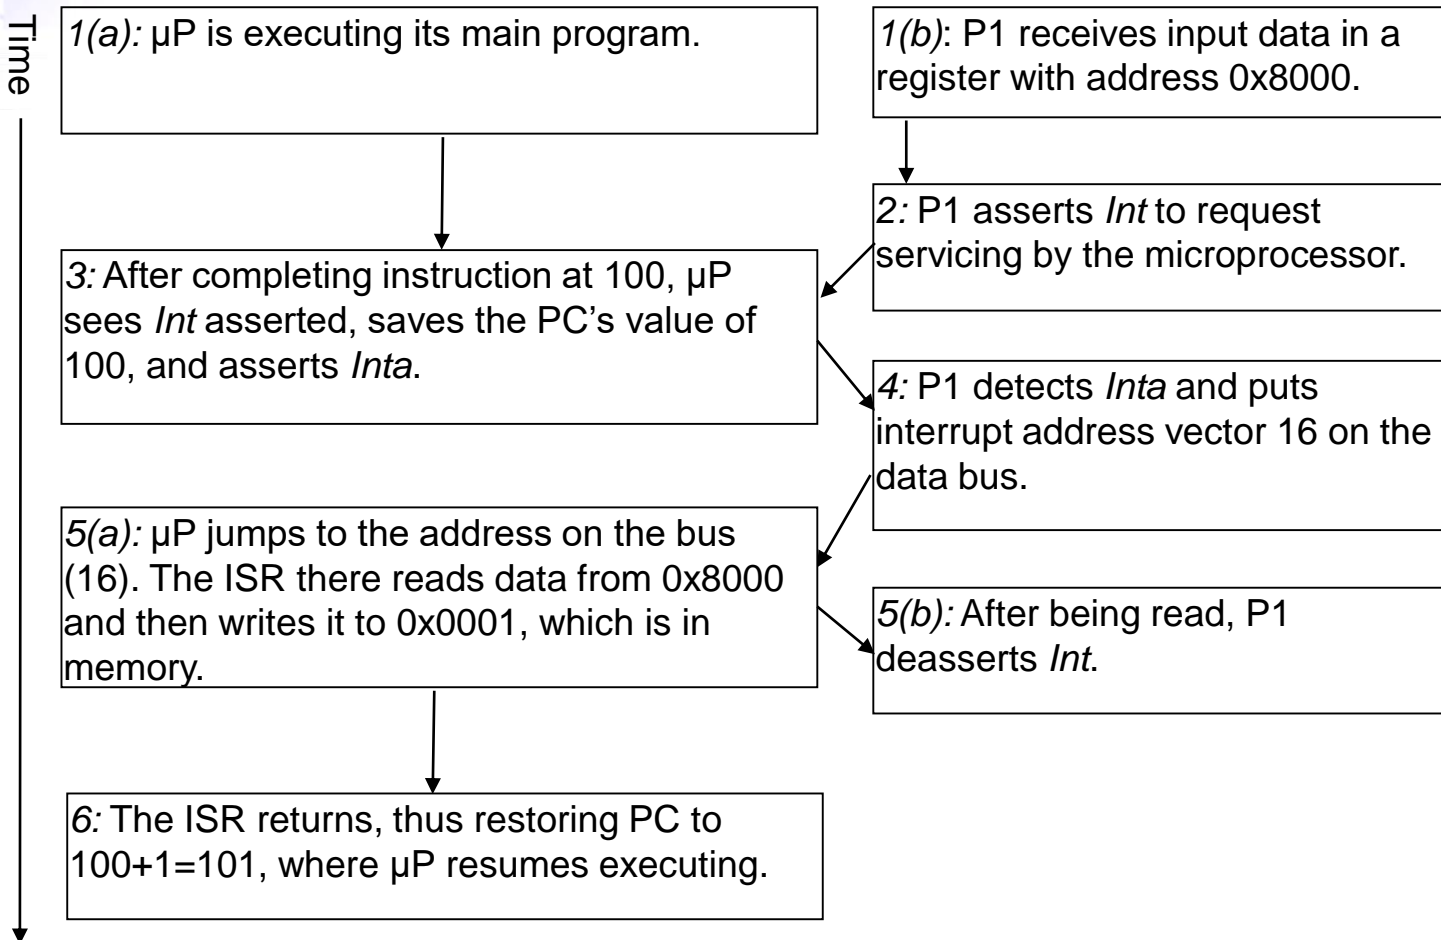 Time
1(a): µP is executing its main program.
1(b): P1 receives input data in a
register with address 0x8000.
2: P1 asserts Int to request
servicing by the microprocessor.
3: After completing instruction at 100, µP
sees Int asserted, saves the PC’s value of
100, and asserts Inta.
4: P1 detects Inta and puts
interrupt address vector 16 on the
data bus.
5(a): µP jumps to the address on the bus
(16). The ISR there reads data from 0x8000
and then writes it to 0x0001, which is in
memory.
5(b): After being read, P1
deasserts Int.
6: The ISR returns, thus restoring PC to
100+1=101, where µP resumes executing.